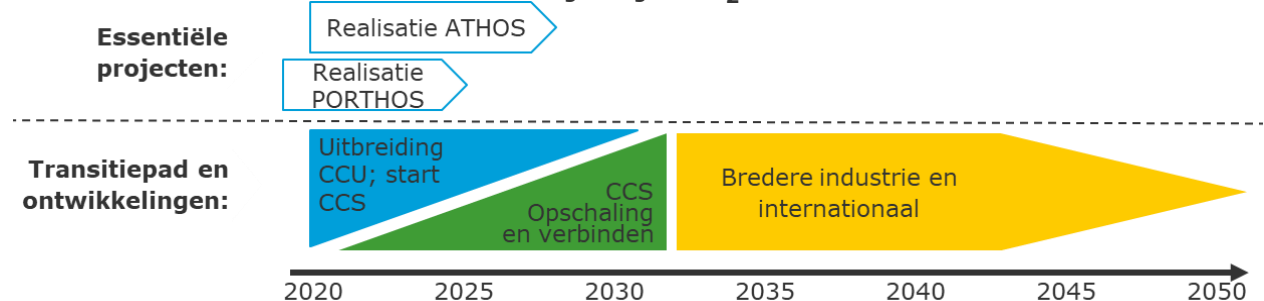 Essentiële
projecten:
Realisatie ATHOS
Realisatie
PORTHOS
Transitiepad en
ontwikkelingen:
Uitbreiding
CCU; start
CCS
CCS
Opschaling
en verbinden
Bredere industrie en
internationaal
2020 2025 2030 2035 2040 2045 2050